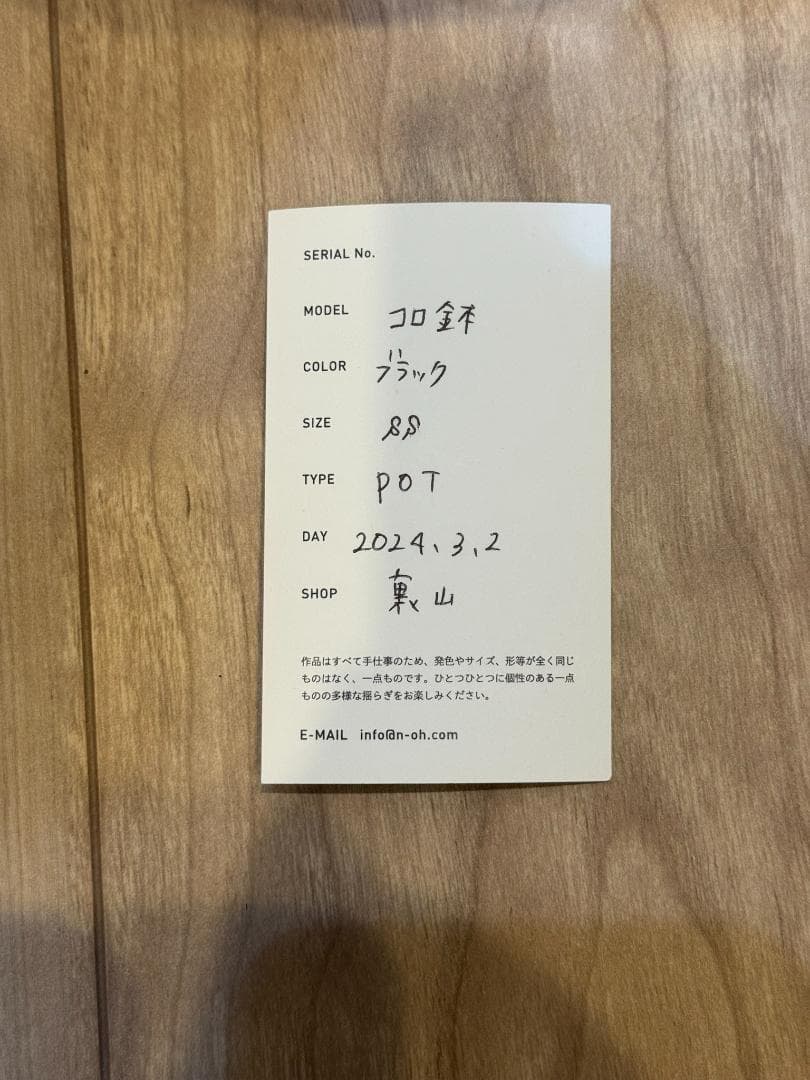 SERIAL No.
MODEL コロ鉢
COLOR ブラック
SIZE SS
TYPE POT
DAY 2024、3、2
SHOP 裏山
作品はすべて手仕事のため、発色やサイズ、形等が全く同じ
ものはなく、一点ものです。ひとつひとつに個性のある一点
ものの多様な揺らぎをお楽しみください。
E-MAIL info@n-oh.com